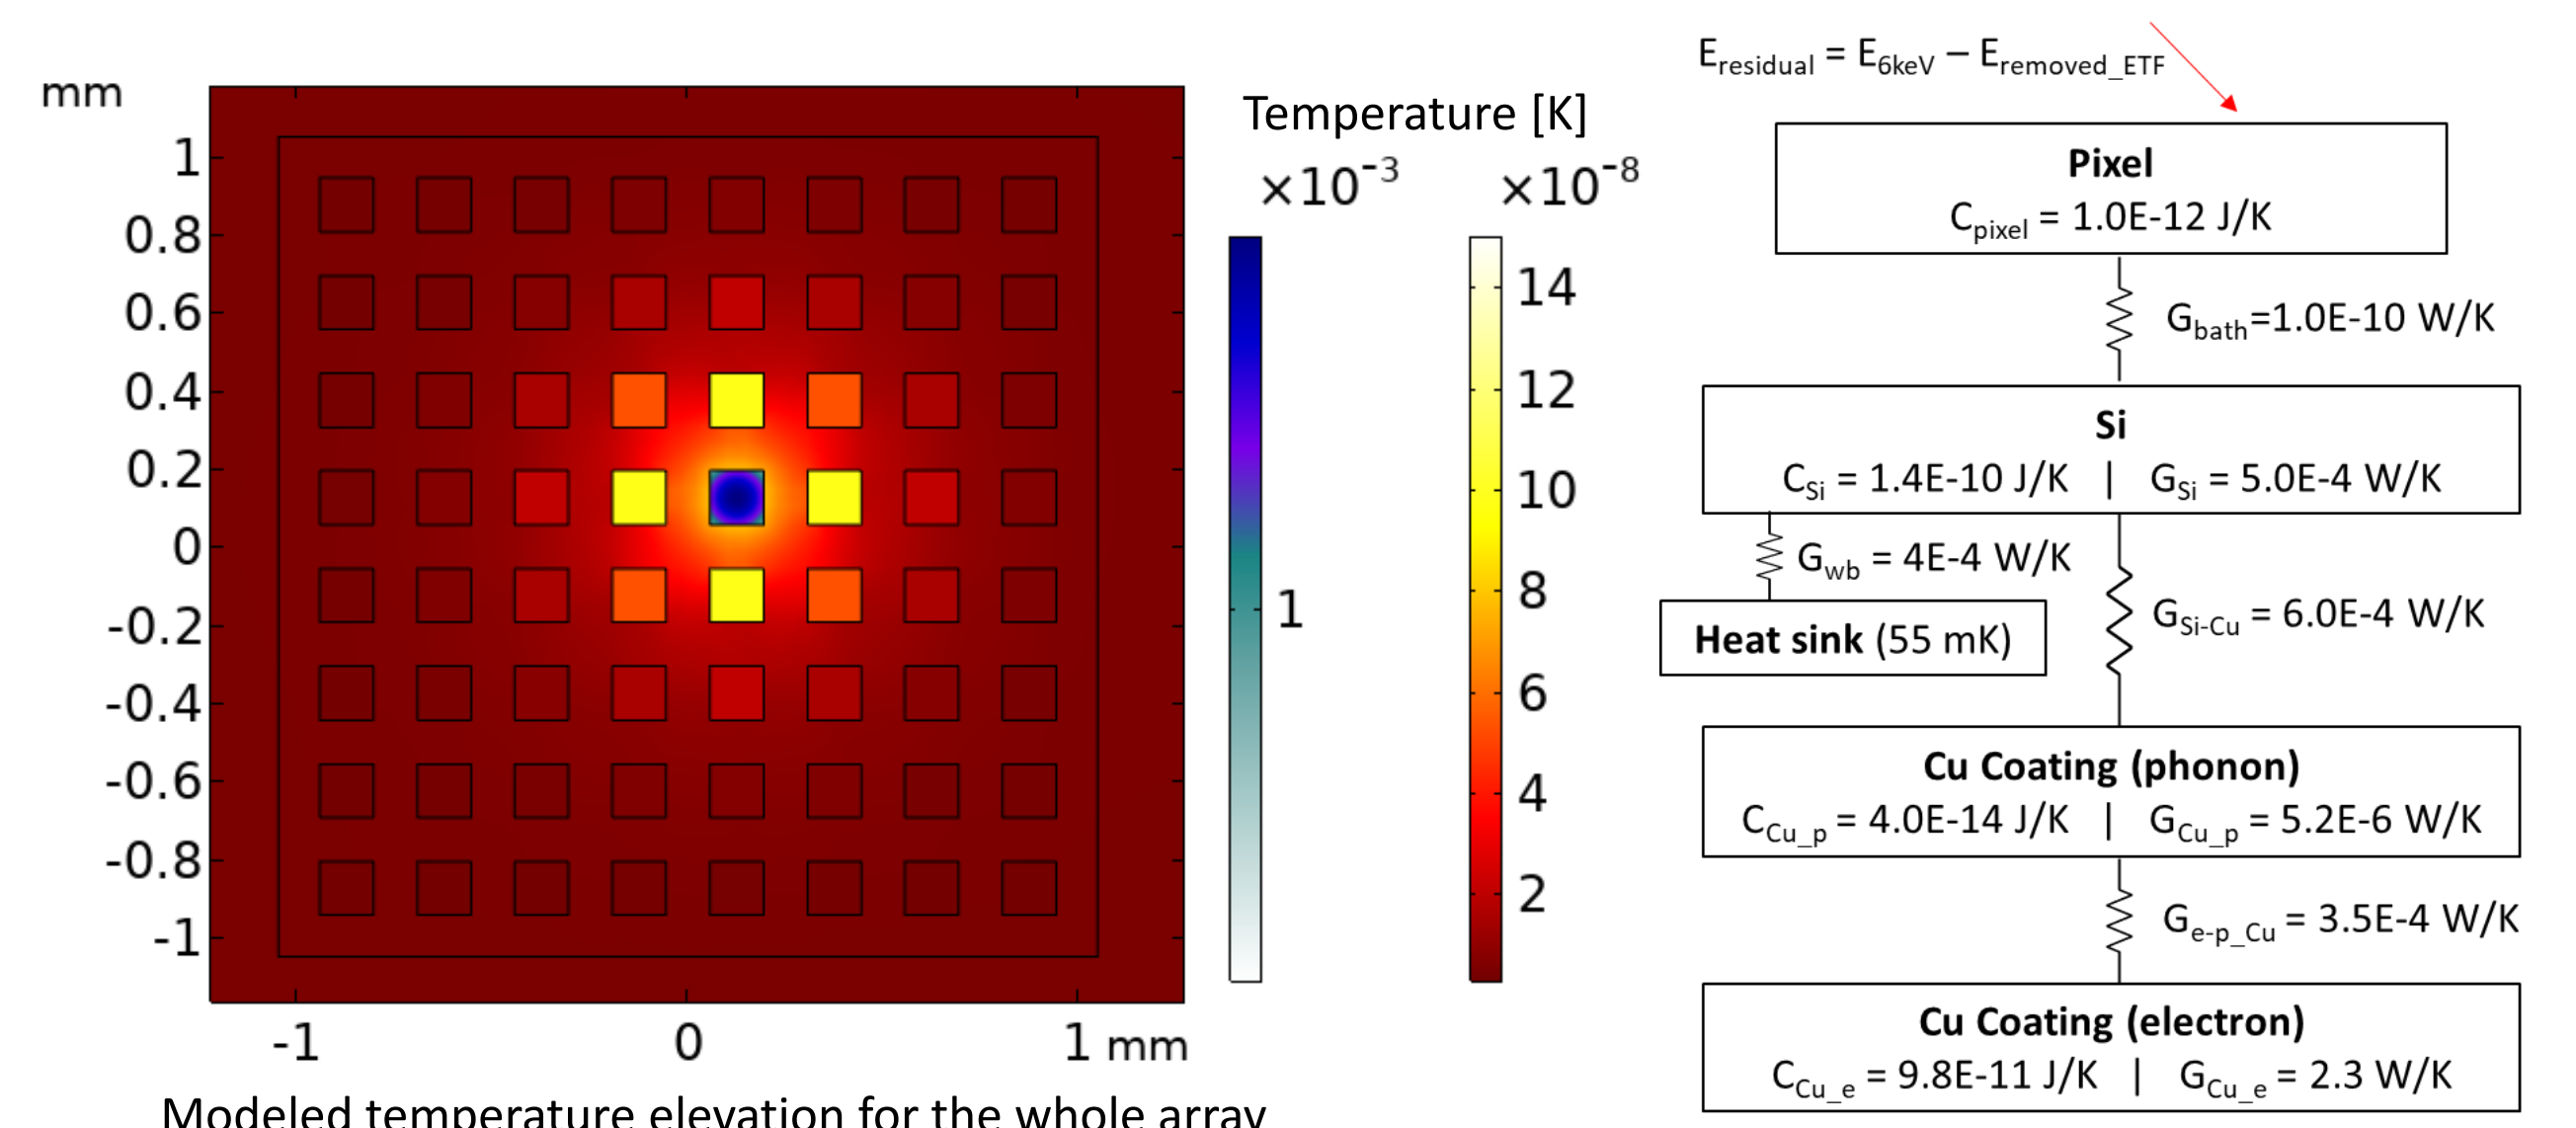 mm
1
0.8
0.6
0.4
0.2
0
-0.2
-0.4
-0.6
-0.8
-1
-1
0
1 mm
Modeled temperature elevation for the whole array
Temperature [K]
×10-3
×10-8
1
14
12
10
8
6
4
2
Eresidual = E6keV – Eremoved_ETF
Pixel
Cpixel = 1.0E-12 J/K
Gbath=1.0E-10 W/K
Si
CSi = 1.4E-10 J/K | GSi = 5.0E-4 W/K
Gwb = 4E-4 W/K
Heat sink (55 mK)
GSi-Cu = 6.0E-4 W/K
Cu Coating (phonon)
CCu_p = 4.0E-14 J/K | GCu_p = 5.2E-6 W/K
Ge-p_Cu = 3.5E-4 W/K
Cu Coating (electron)
CCu_e = 9.8E-11 J/K | GCu_e = 2.3 W/K